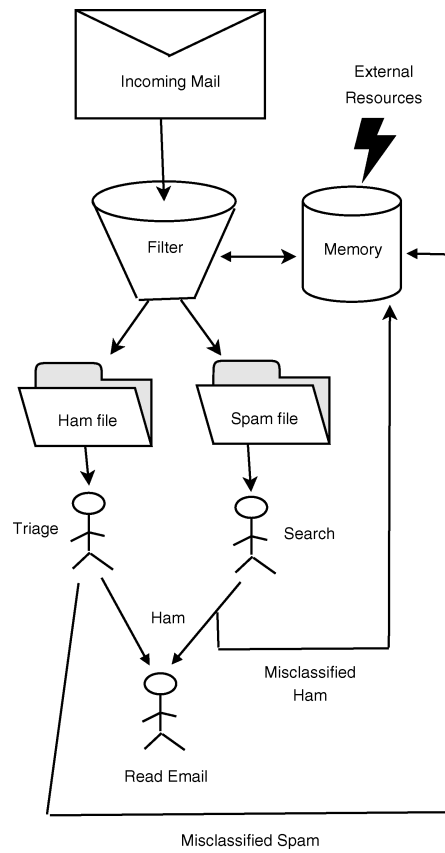 Incoming Mail
External
Resources
Filter
Memory
Ham file
Spam file
Triage
Search
Ham
Misclassified
Ham
Read Email
Misclassified Spam